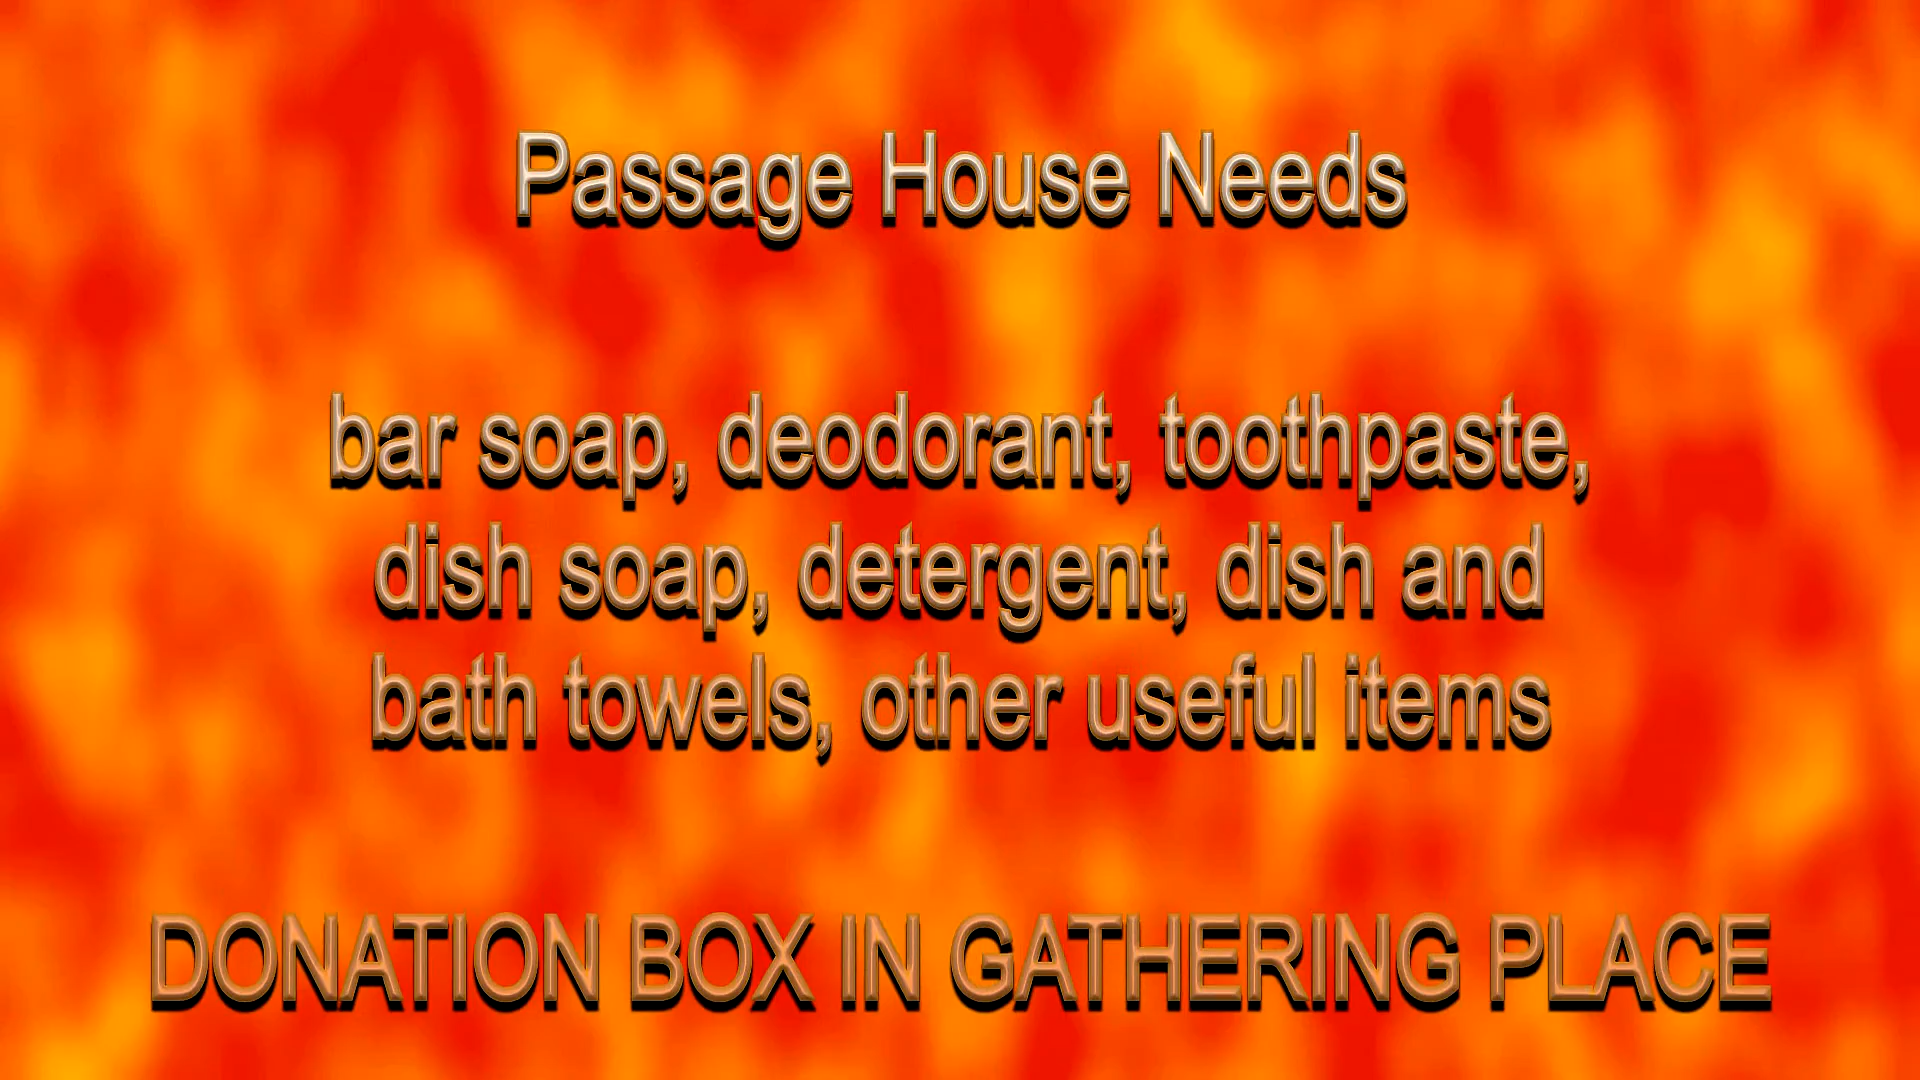 Passage House Needs
bar soap, deodorant, toothpaste,
dish soap, detergent, dish and
bath towels, other useful items
DONATION BOX IN GATHERING PLACE